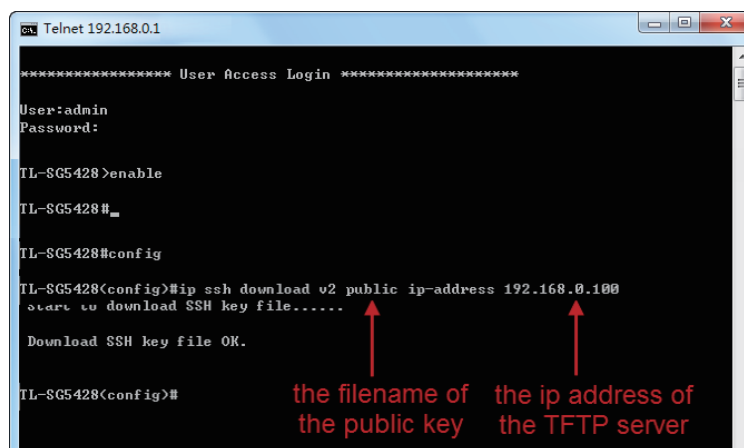 Telnet 192.168.0.1
****************** User Access Login ********************
User:admin
Password:
TL-SG5428>enable
TL-SG5428#_
TL-SG5428#config
TL-SG5428(config)#ip ssh download v2 public ip-address 192.168.0.100
Start to download SSH key file......
Download SSH key file OK.
TL-SG5428(config)#
the filename of
the public key
the ip address of
the TFTP server